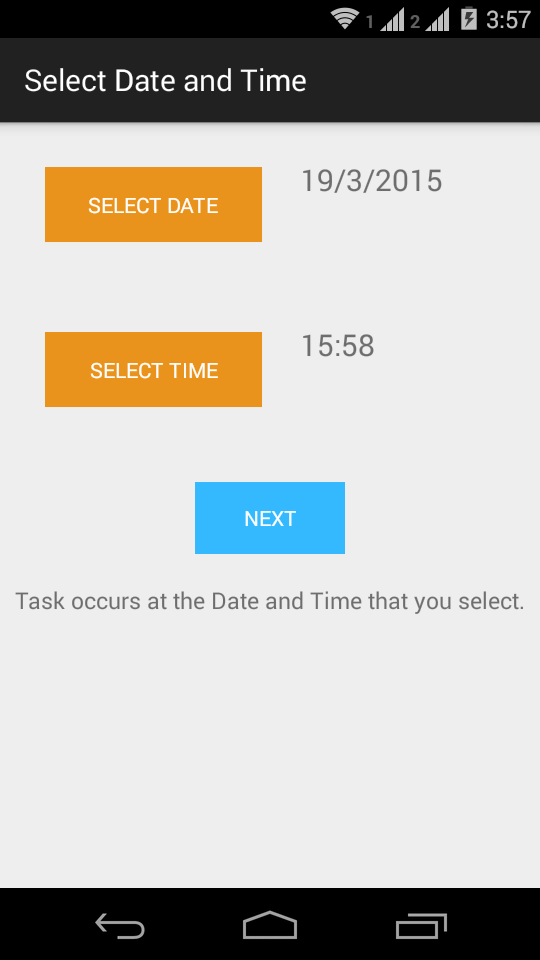 1 2 3:57
Select Date and Time
SELECT DATE 19/3/2015
SELECT TIME 15:58
NEXT
Task occurs at the Date and Time that you select.